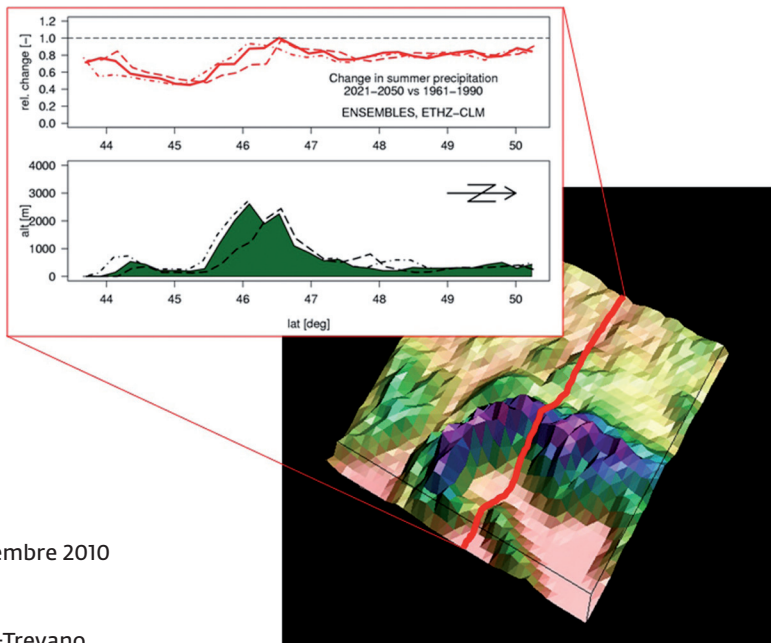 rel. change [-]
1.2
1.0
0.8
0.6
0.4
0.2
0.0
Change in summer precipitation
2021-2050 vs 1961-1990
ENSEMBLES, ETHZ-CLM
44 45 46 47 48 49 50
alt [m]
4000
3000
2000
1000
0
44 45 46 47 48 49 50
lat [deg]
embre 2010
-Trevano